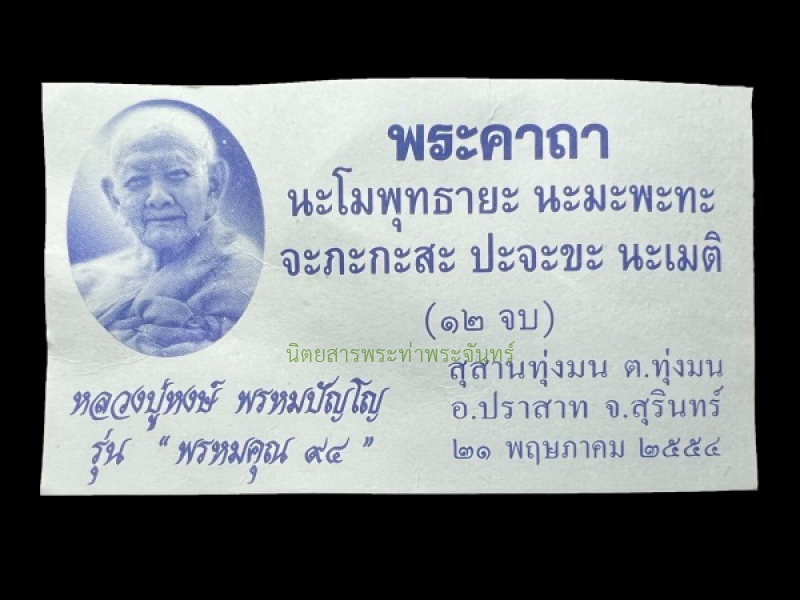 พระคาถา
นะโมพุทธายะ นะมะพะทะ
จะภะกะสะ ปะจะขะ นะเมติ
(๑๒ จบ)
นิตยสารพระท่าพระจันทร์
สุสานทุ่งมน ต.ทุ่งมน
อ.ปราสาท จ.สุรินทร์
๒๑ พฤษภาคม ๒๕๕๔
หลวงปู่หงษ์ พรหมปัญโญ
รุ่น “ พรหมคุณ ๙๔ ”